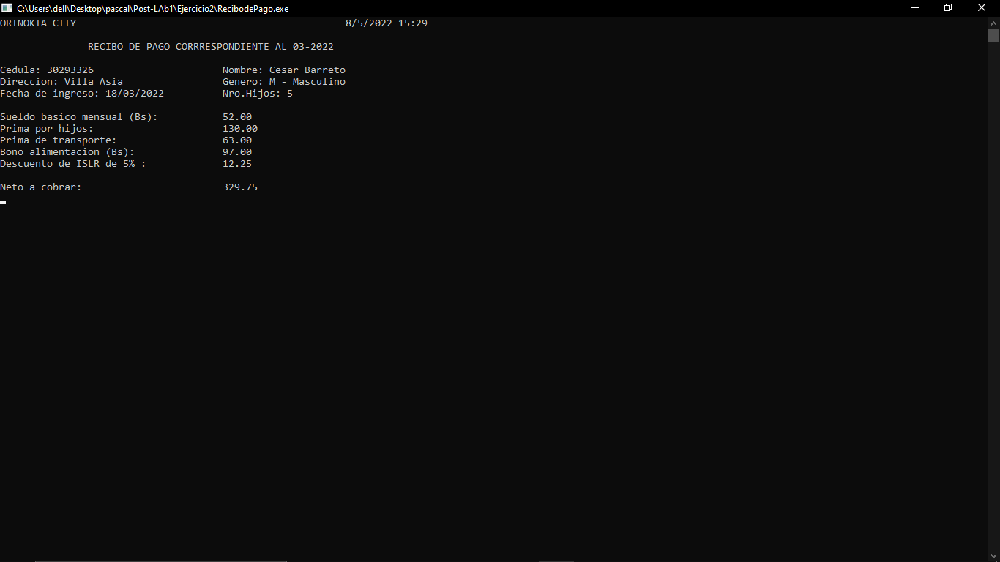 C:\Users\dell\Desktop\pascal\Post-LAb1\Ejercicio2\RecibodePago.exe
ORINOKIA CITY 8/5/2022 15:29
RECIBO DE PAGO CORRRESPONDIENTE AL 03-2022
Cedula: 30293326 Nombre: Cesar Barreto
Direccion: Villa Asia Genero: M - Masculino
Fecha de ingreso: 18/03/2022 Nro.Hijos: 5
Sueldo basico mensual (Bs): 52.00
Prima por hijos: 130.00
Prima de transporte: 63.00
Bono alimentacion (Bs): 97.00
Descuento de ISLR de 5% : 12.25
-------------
Neto a cobrar: 329.75